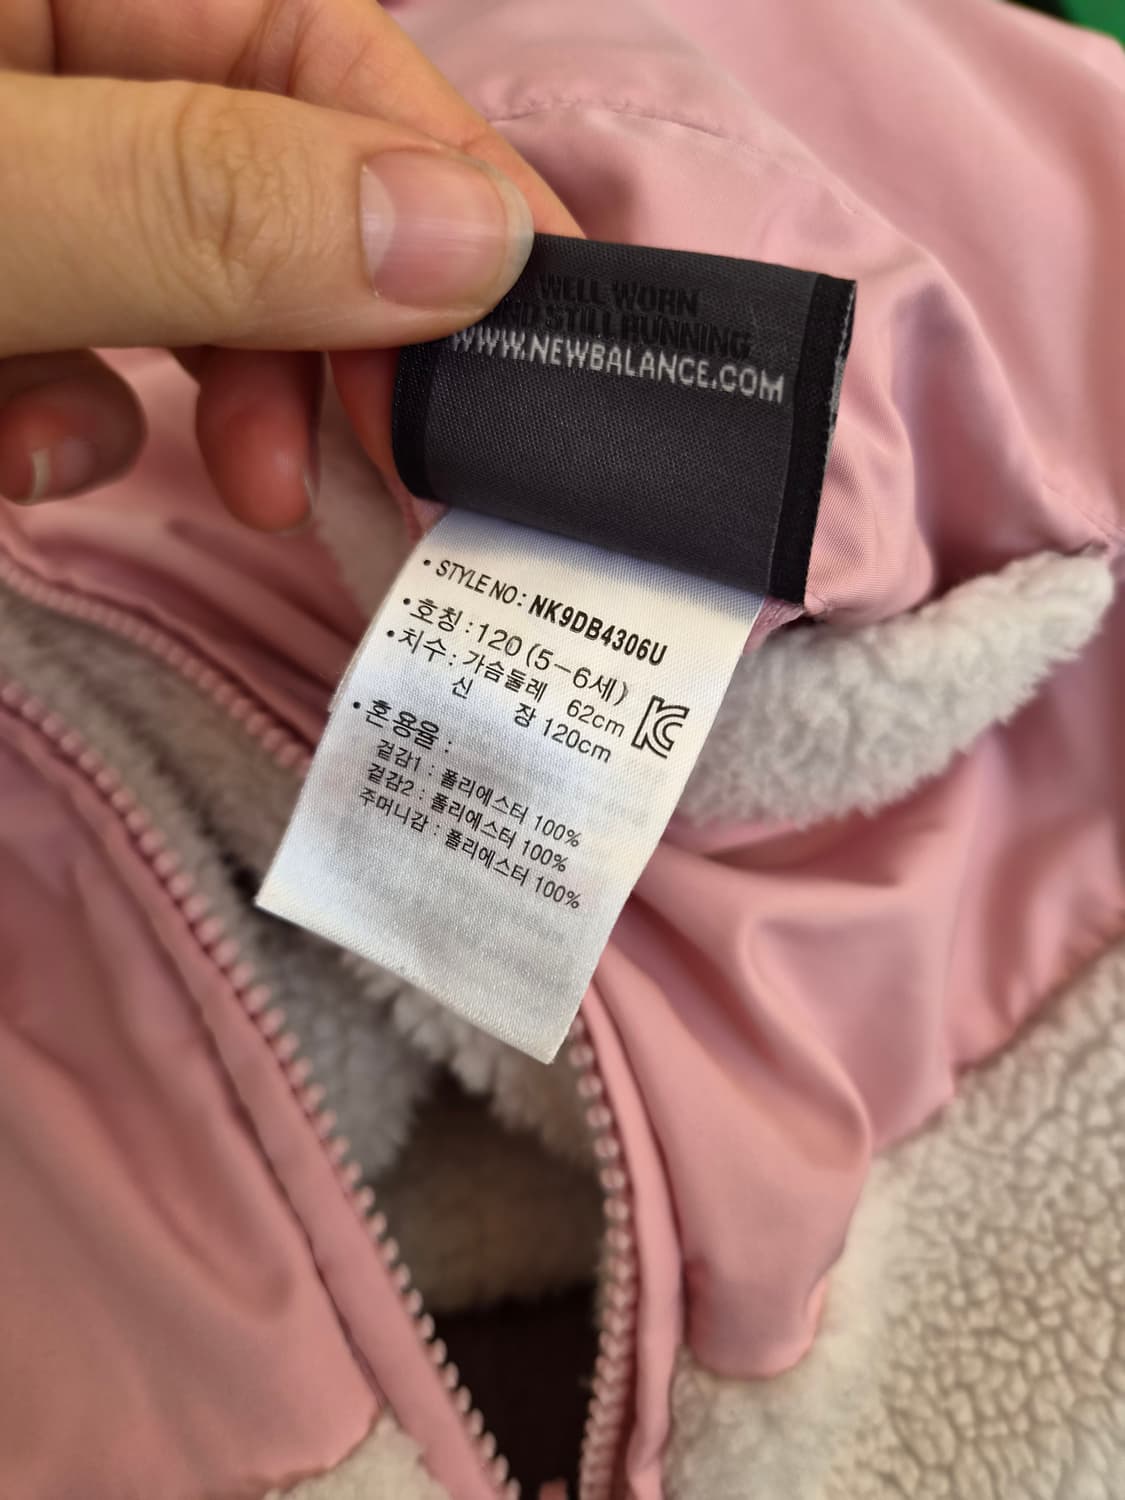 WELL WORN
AND STILL RUNNING
WWW.NEWBALANCE.COM
• STYLE NO: NK9DB4306U
• 호칭 : 120 (5-6세)
• 치수 : 가슴둘레 62cm
신 장 120cm
KC
• 혼용율 :
겉감1 : 폴리에스터 100%
겉감2 : 폴리에스터 100%
주머니감 : 폴리에스터 100%